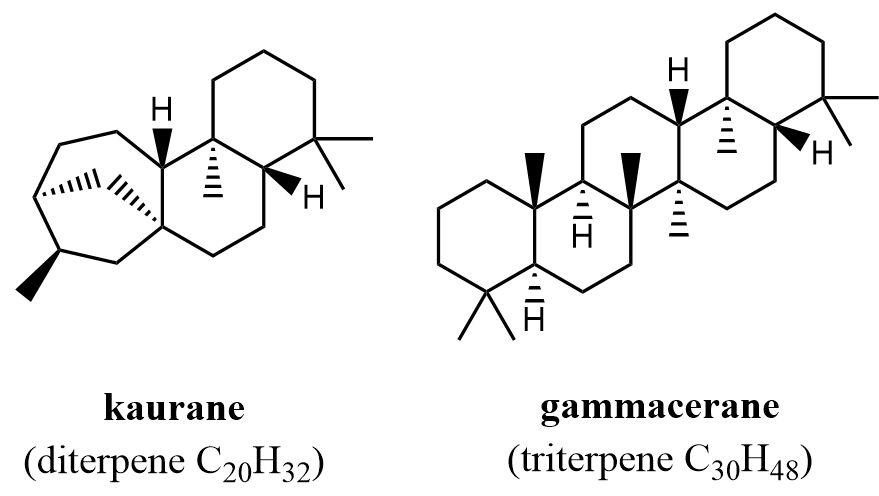 H
H
H
H
H
H
kaurane
gammacerane
(diterpene C₂₀H₃₂)
(triterpene C₃₀H₄₈)